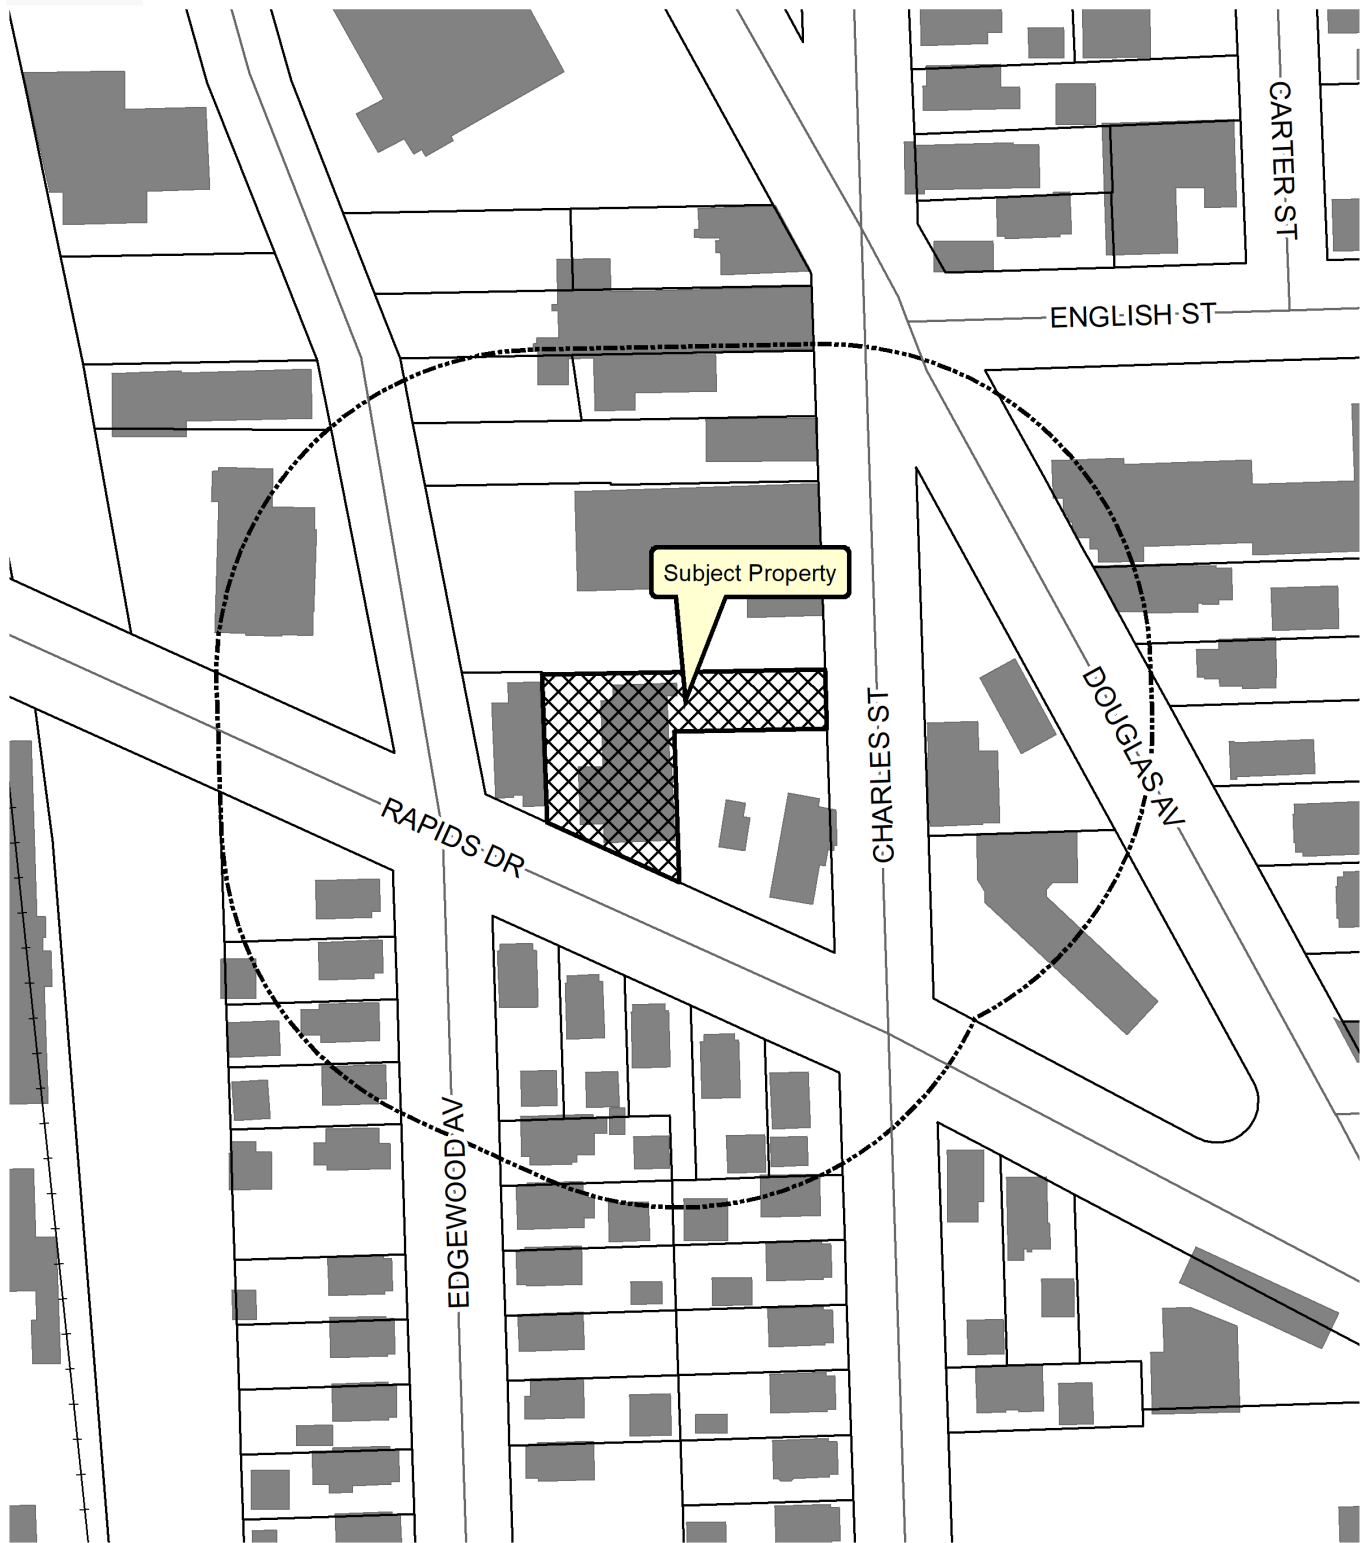 CARTER ST
ENGLISH ST
Subject Property
DOUGLAS AV
CHARLES ST
RAPIDS DR
EDGEWOOD AV